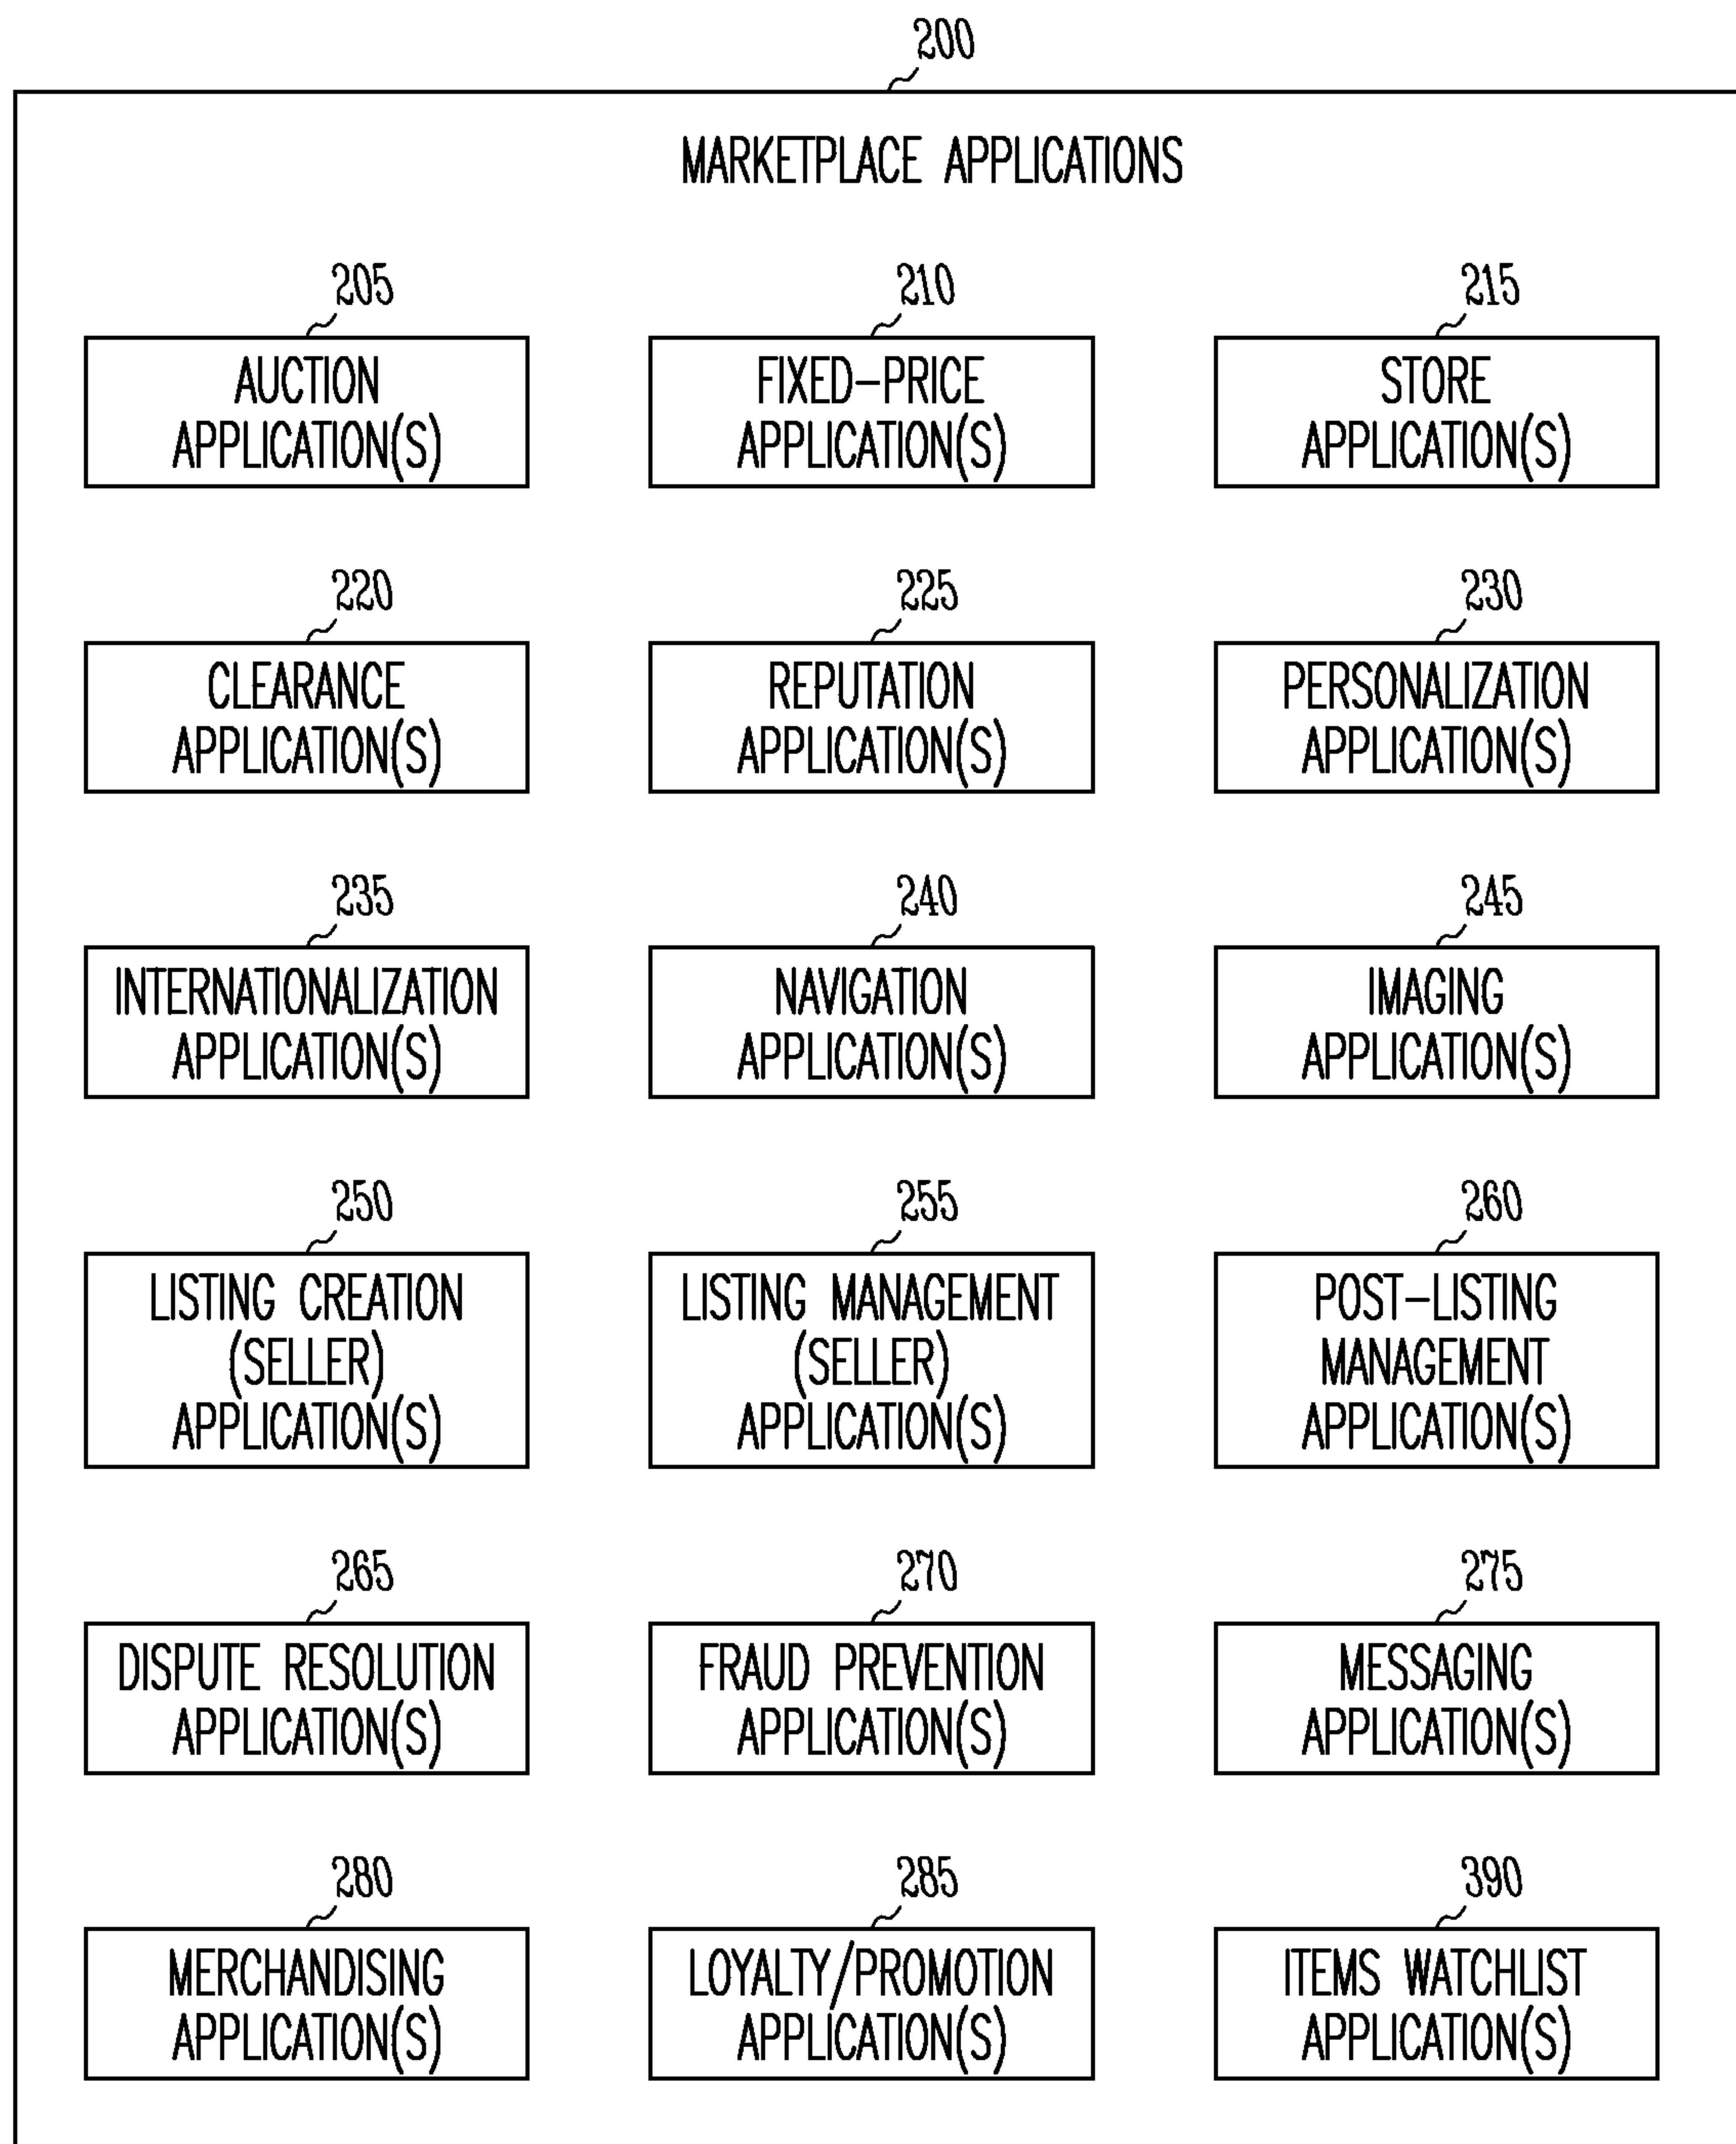 200
MARKETPLACE APPLICATIONS
205
210
215
AUCTION
APPLICATION(S)
FIXED-PRICE
APPLICATION(S)
STORE
APPLICATION(S)
220
225
230
CLEARANCE
APPLICATION(S)
REPUTATION
APPLICATION(S)
PERSONALIZATION
APPLICATION(S)
235
240
245
INTERNATIONALIZATION
APPLICATION(S)
NAVIGATION
APPLICATION(S)
IMAGING
APPLICATION(S)
250
255
260
LISTING CREATION
(SELLER)
APPLICATION(S)
LISTING MANAGEMENT
(SELLER)
APPLICATION(S)
POST-LISTING
MANAGEMENT
APPLICATION(S)
265
270
275
DISPUTE RESOLUTION
APPLICATION(S)
FRAUD PREVENTION
APPLICATION(S)
MESSAGING
APPLICATION(S)
280
285
390
MERCHANDISING
APPLICATION(S)
LOYALTY/PROMOTION
APPLICATION(S)
ITEMS WATCHLIST
APPLICATION(S)